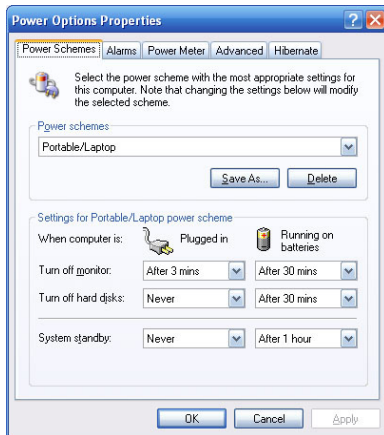 Power Options Properties
Power Schemes Alarms Power Meter Advanced Hibernate
Select the power scheme with the most appropriate settings for
this computer. Note that changing the settings below will modify
the selected scheme.
Power schemes
Portable/Laptop
Save As... Delete
Settings for Portable/Laptop power scheme
When computer is: Plugged in Running on
batteries
Turn off monitor: After 3 mins After 30 mins
Turn off hard disks: Never After 30 mins
System standby: Never After 1 hour
OK Cancel Apply